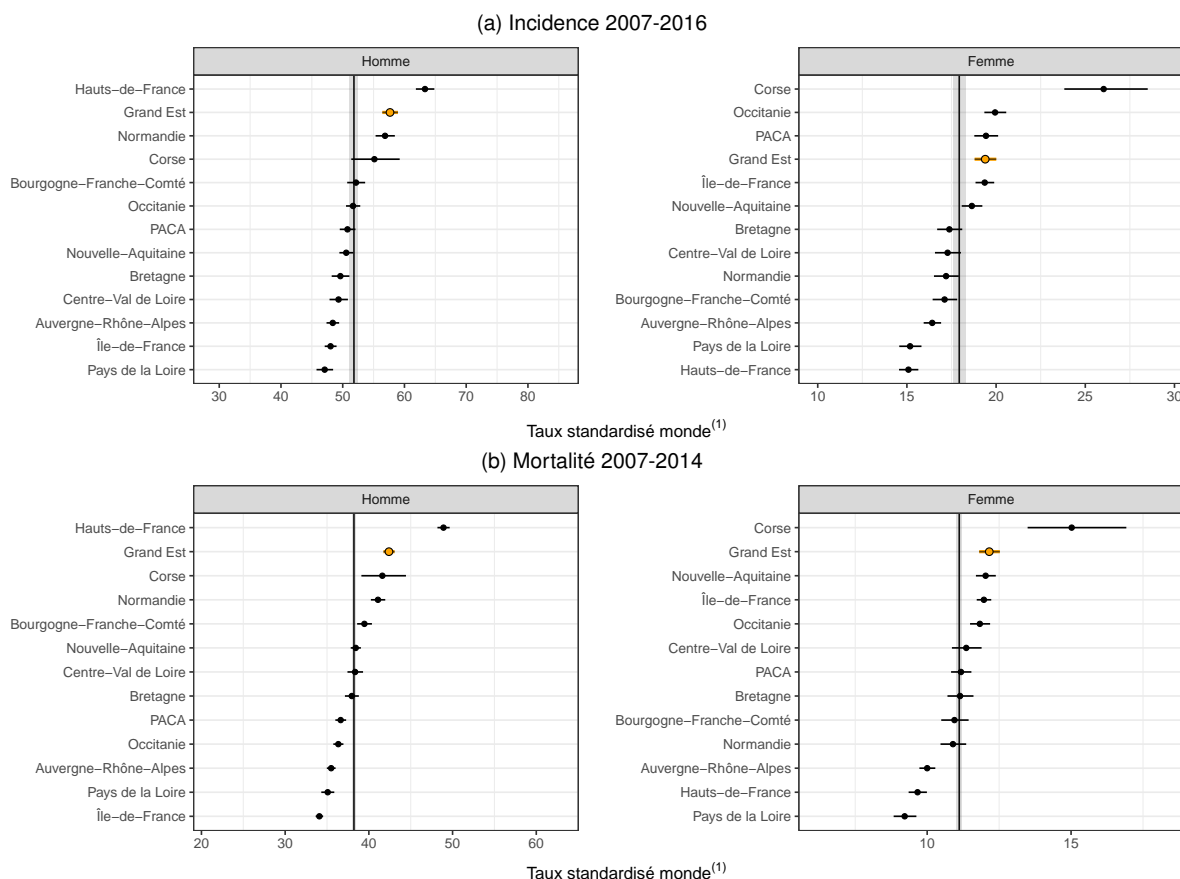 (a) Incidence 2007-2016
Homme
Hauts−de−France
Grand Est
Normandie
Corse
Bourgogne−Franche−Comté
Occitanie
PACA
Nouvelle−Aquitaine
Bretagne
Centre−Val de Loire
Auvergne−Rhône−Alpes
Île−de−France
Pays de la Loire
30 40 50 60 70 80
Femme
Corse
Occitanie
PACA
Grand Est
Île−de−France
Nouvelle−Aquitaine
Bretagne
Centre−Val de Loire
Normandie
Bourgogne−Franche−Comté
Auvergne−Rhône−Alpes
Pays de la Loire
Hauts−de−France
10 15 20 25 30
Taux standardisé monde(1)
(b) Mortalité 2007-2014
Homme
Hauts−de−France
Grand Est
Corse
Normandie
Bourgogne−Franche−Comté
Nouvelle−Aquitaine
Centre−Val de Loire
Bretagne
PACA
Occitanie
Auvergne−Rhône−Alpes
Pays de la Loire
Île−de−France
20 30 40 50 60
Femme
Corse
Grand Est
Nouvelle−Aquitaine
Île−de−France
Occitanie
Centre−Val de Loire
PACA
Bretagne
Bourgogne−Franche−Comté
Normandie
Auvergne−Rhône−Alpes
Hauts−de−France
Pays de la Loire
10 15
Taux standardisé monde(1)